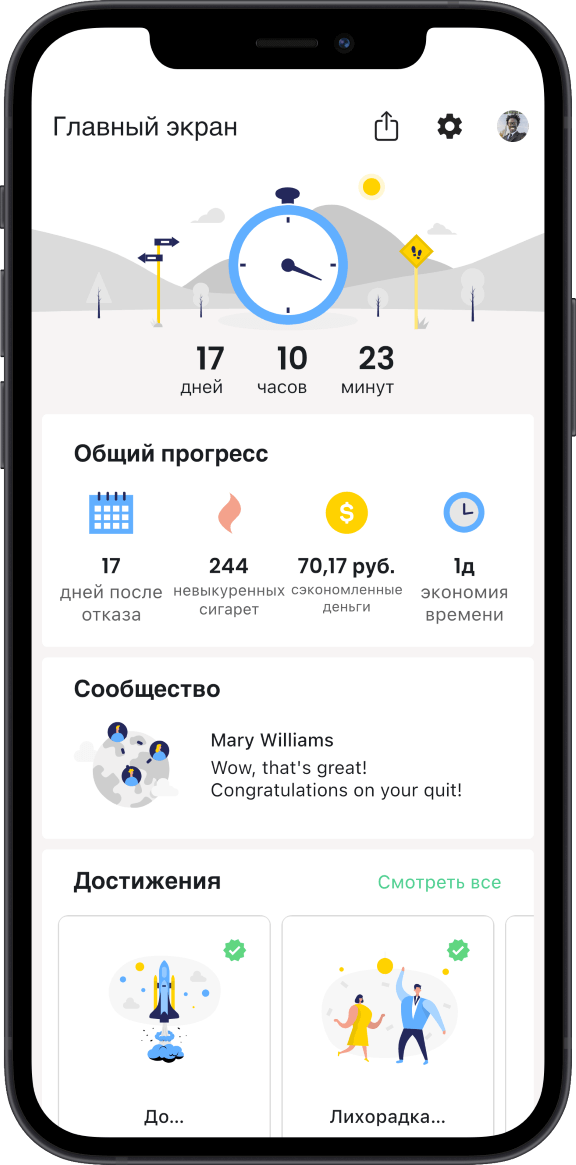 Главный экран
17 10 23
дней часов минут
Общий прогресс
17 244 70,17 руб. 1д
дней после невыкуренных сэкономленные экономия
отказа сигарет деньги времени
Сообщество
Mary Williams
Wow, that's great!
Congratulations on your quit!
Достижения Смотреть все
До... Лихорадка...